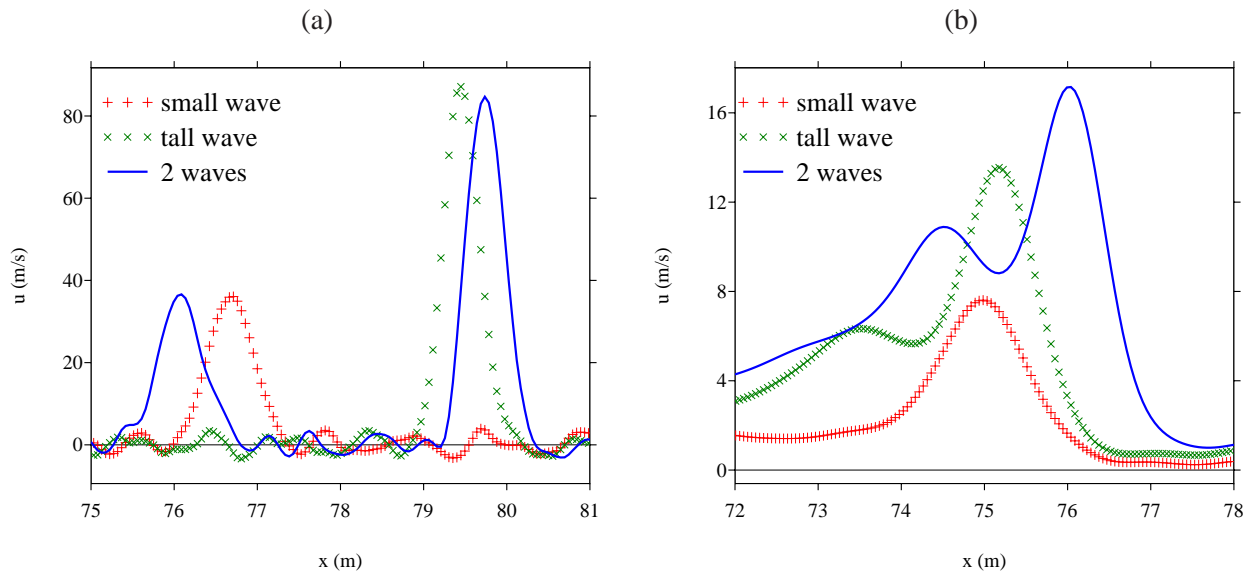 (a)
small wave
tall wave
2 waves
80
60
40
20
0
u (m/s)
75 76 77 78 79 80 81
x (m)
(b)
small wave
tall wave
2 waves
16
12
8
4
0
u (m/s)
72 73 74 75 76 77 78
x (m)